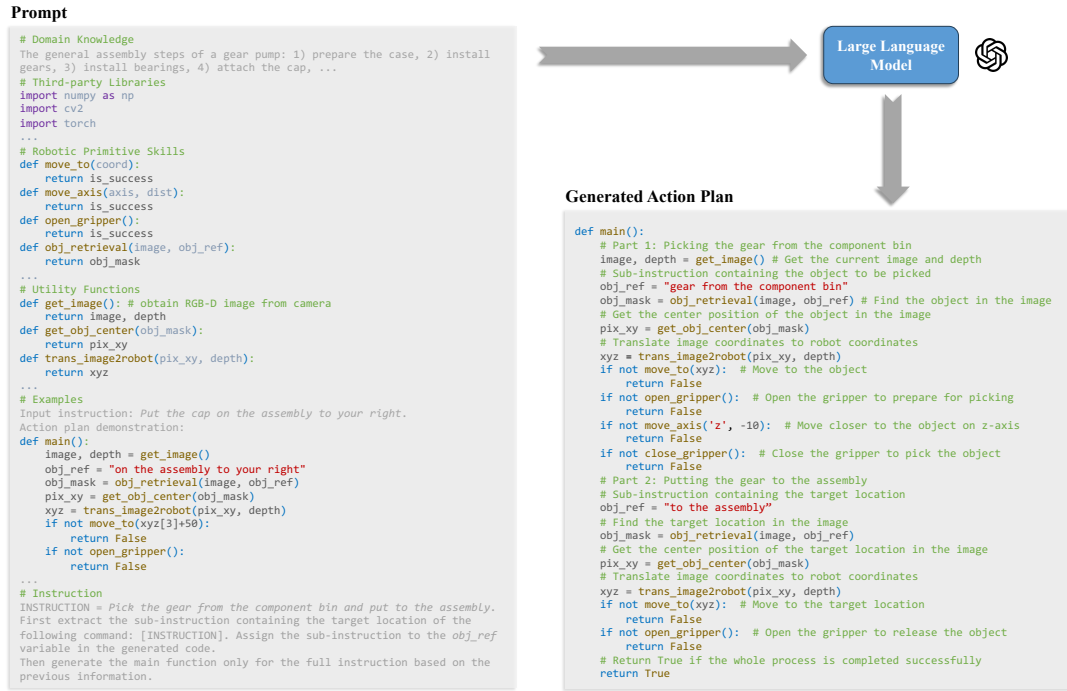 Prompt
# Domain Knowledge
The general assembly steps of a gear pump: 1) prepare the case, 2) install
gears, 3) install bearings, 4) attach the cap, ...
# Third-party Libraries
import numpy as np
import cv2
import torch
...
# Robotic Primitive Skills
def move_to(coord):
    return is_success
def move_axis(axis, dist):
    return is_success
def open_gripper():
    return is_success
def obj_retrieval(image, obj_ref):
    return obj_mask
...
# Utility Functions
def get_image(): # obtain RGB-D image from camera
    return image, depth
def get_obj_center(obj_mask):
    return pix_xy
def trans_image2robot(pix_xy, depth):
    return xyz
...
# Examples
Input instruction: Put the cap on the assembly to your right.
Action plan demonstration:
def main():
    image, depth = get_image()
    obj_ref = "on the assembly to your right"
    obj_mask = obj_retrieval(image, obj_ref)
    pix_xy = get_obj_center(obj_mask)
    xyz = trans_image2robot(pix_xy, depth)
    if not move_to(xyz[3]+50):
        return False
    if not open_gripper():
        return False
...
# Instruction
INSTRUCTION = Pick the gear from the component bin and put to the assembly.
First extract the sub-instruction containing the target location of the
following command: [INSTRUCTION]. Assign the sub-instruction to the obj_ref
variable in the generated code.
Then generate the main function only for the full instruction based on the
previous information.
Large Language
Model
Generated Action Plan
def main():
    # Part 1: Picking the gear from the component bin
    image, depth = get_image() # Get the current image and depth
    # Sub-instruction containing the object to be picked
    obj_ref = "gear from the component bin"
    obj_mask = obj_retrieval(image, obj_ref) # Find the object in the image
    # Get the center position of the object in the image
    pix_xy = get_obj_center(obj_mask)
    # Translate image coordinates to robot coordinates
    xyz = trans_image2robot(pix_xy, depth)
    if not move_to(xyz):  # Move to the object
        return False
    if not open_gripper():  # Open the gripper to prepare for picking
        return False
    if not move_axis('z', -10):  # Move closer to the object on z-axis
        return False
    if not close_gripper():  # Close the gripper to pick the object
        return False
    # Part 2: Putting the gear to the assembly
    # Sub-instruction containing the target location
    obj_ref = "to the assembly”
    # Find the target location in the image
    obj_mask = obj_retrieval(image, obj_ref)
    # Get the center position of the target location in the image
    pix_xy = get_obj_center(obj_mask)
    # Translate image coordinates to robot coordinates
    xyz = trans_image2robot(pix_xy, depth)
    if not move_to(xyz):  # Move to the target location
        return False
    if not open_gripper():  # Open the gripper to release the object
        return False
    # Return True if the whole process is completed successfully
    return True